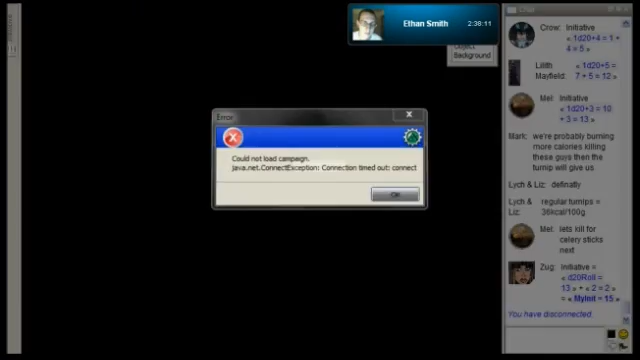 Ethan Smith
2:38:11
Object
Background
Chat
Crow: Initiative
« 1d20+4 = 1 +
4 = 5 »
Lilith « 1d20+5 =
Mayfield: 7 + 5 = 12 »
Mel: Initiative
« 1d20+3 = 10
+ 3 = 13 »
Mark: we're probably burning
more calories killing
these guys then the
turnip will give us
Lych & Liz: definatly
Lych & regular turnips =
Liz: 36kcal/100g
Mel: lets kill for
celery sticks
next
Zug: Initiative =
« d20Roll =
13 » + « 2 = 2 »
= « MyInit = 15 »
You have disconnected.
Error
X
Could not load campaign.
java.net.ConnectException: Connection timed out: connect
OK